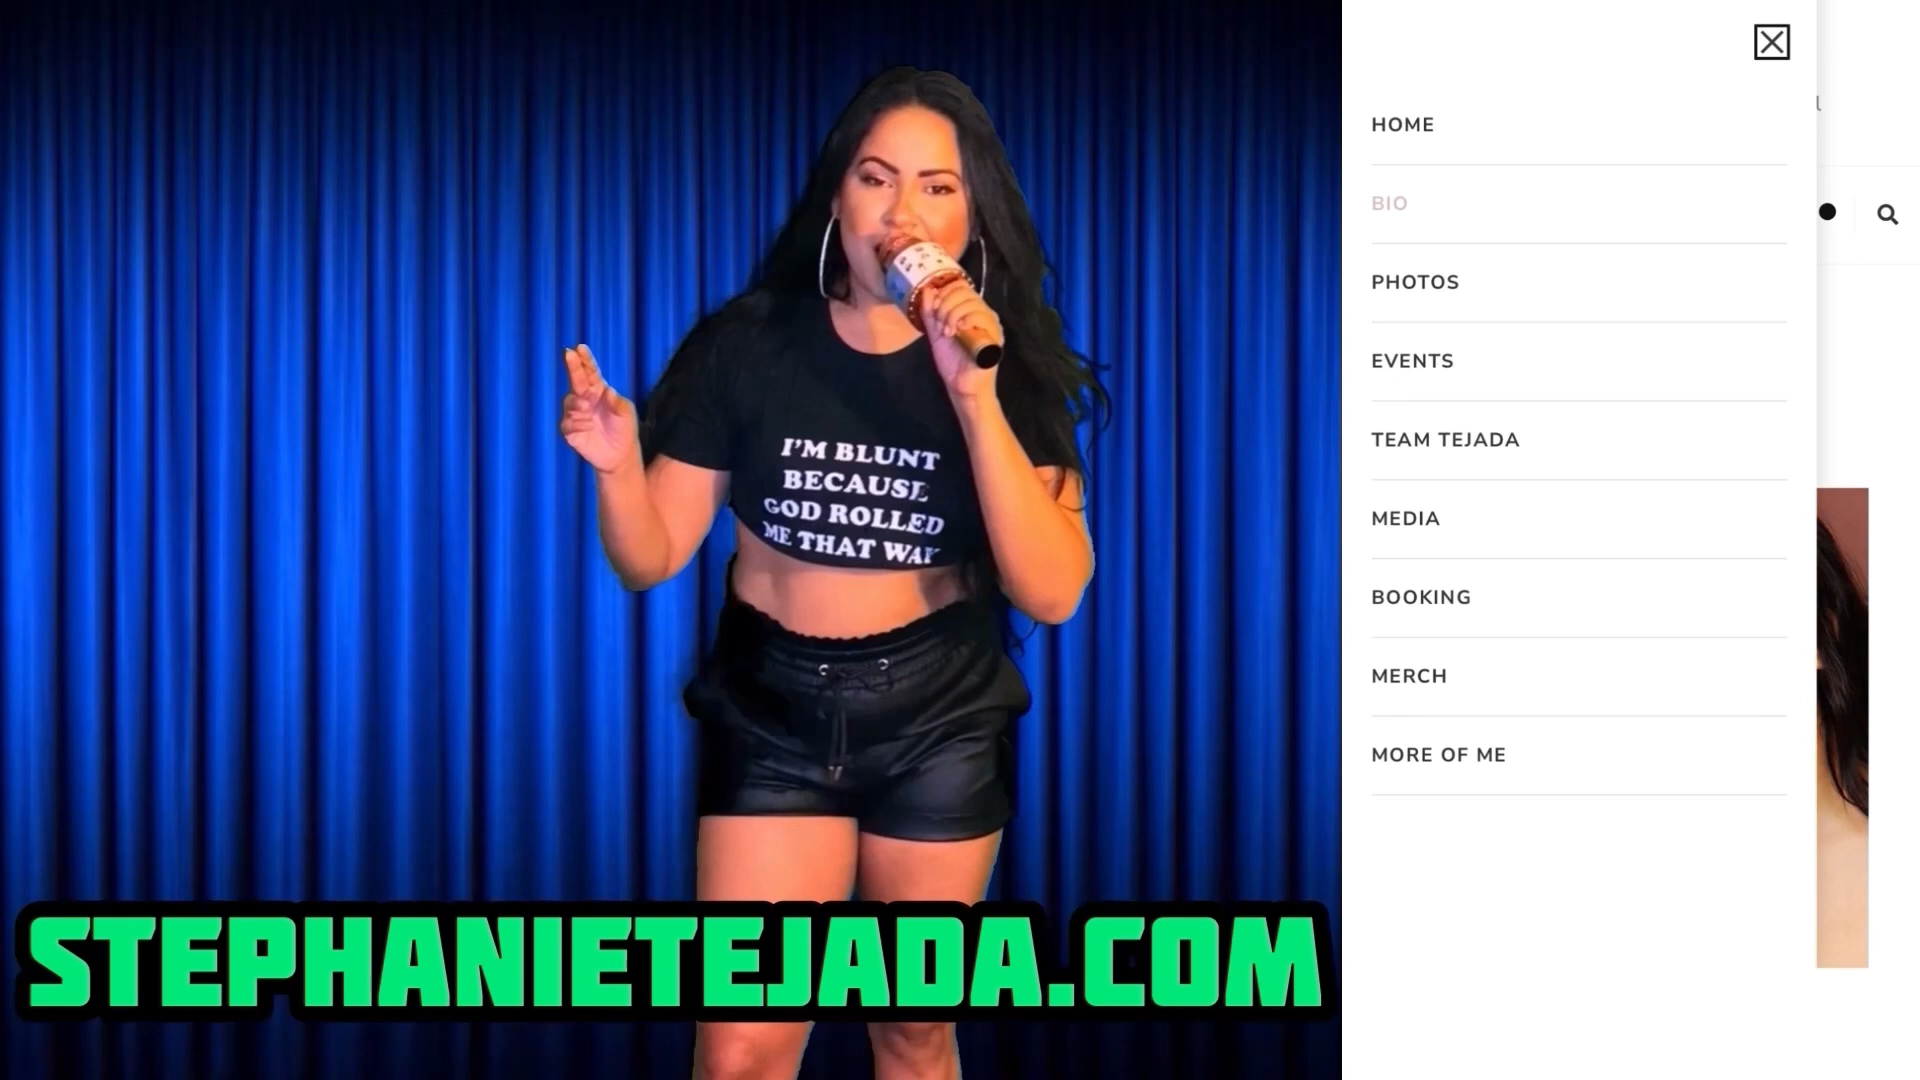 I'M BLUNT
BECAUSE
GOD ROLLED
ME THAT WAY
STEPHANIETEJADA.COM
HOME
BIO
PHOTOS
EVENTS
TEAM TEJADA
MEDIA
BOOKING
MERCH
MORE OF ME